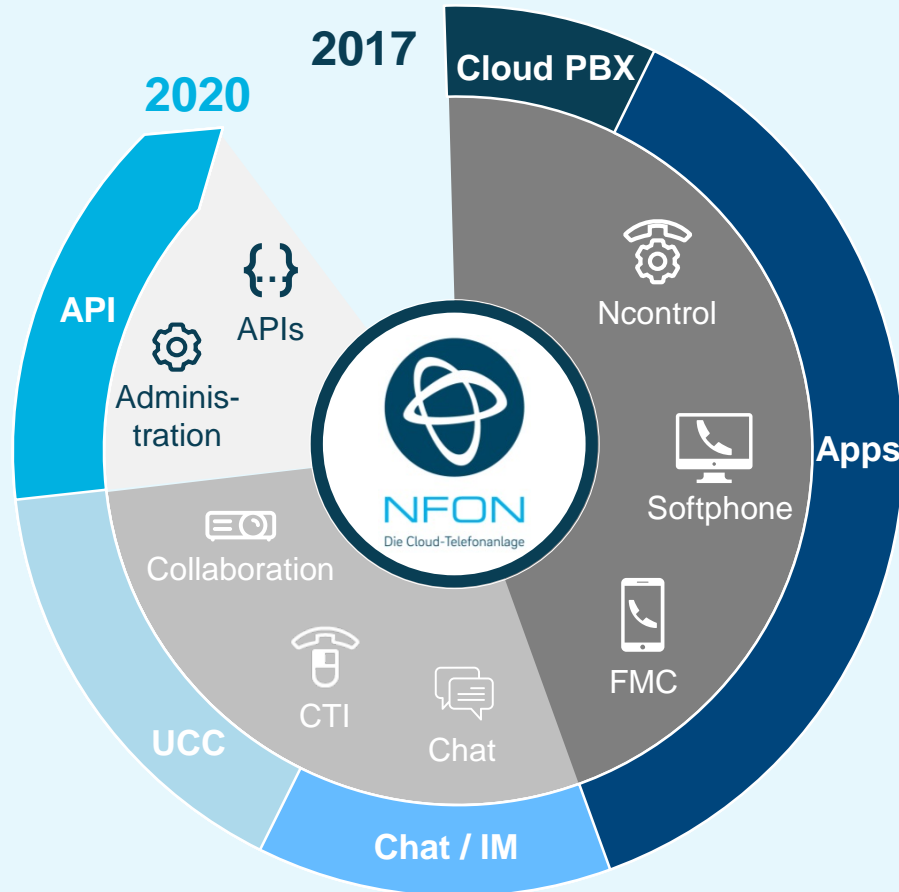 2017
2020
Cloud PBX
Ncontrol
Apps
Softphone
FMC
Chat / IM
Chat
CTI
UCC
Collaboration
API
{...}
APIs
Adminis-
tration
NFON
Die Cloud-Telefonanlage